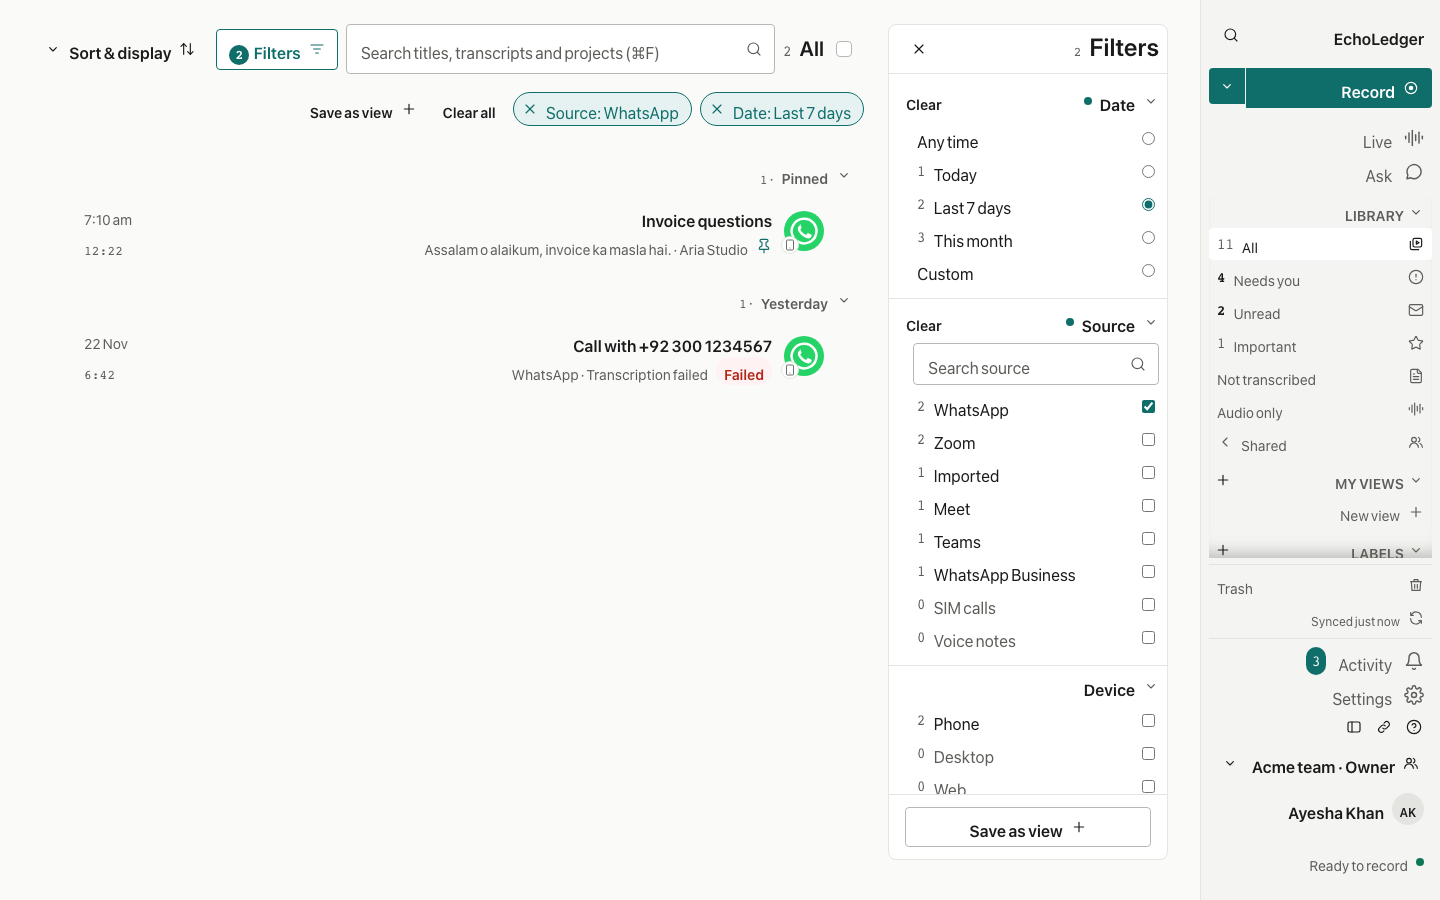 EchoLedger
Record
Live
Ask
LIBRARY
All 11
Needs you 4
Unread 2
Important 1
Not transcribed
Audio only
Shared
MY VIEWS
New view
LABELS
Trash
Synced just now
Activity 3
Settings
Acme team · Owner
AK Ayesha Khan
Ready to record
Filters 2
Date Clear
Any time
Today 1
Last 7 days 2
This month 3
Custom
Source Clear
Search source
WhatsApp 2
Zoom 2
Imported 1
Meet 1
Teams 1
WhatsApp Business 1
SIM calls 0
Voice notes 0
Device
Phone 2
Desktop 0
Web 0
Save as view
All 2
Search titles, transcripts and projects (⌘F)
Filters 2
Sort & display
Date: Last 7 days
Source: WhatsApp
Clear all
Save as view
Pinned · 1
Invoice questions
7:10 am
Assalam o alaikum, invoice ka masla hai. · Aria Studio
12:22
Yesterday · 1
Call with +92 300 1234567
22 Nov
Failed
WhatsApp · Transcription failed
6:42